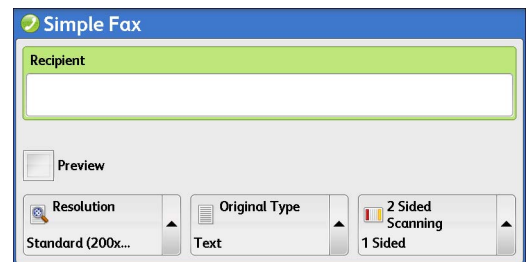 Simple Fax
Recipient
Preview
Resolution
Standard (200x...
Original Type
Text
2 Sided
Scanning
1 Sided